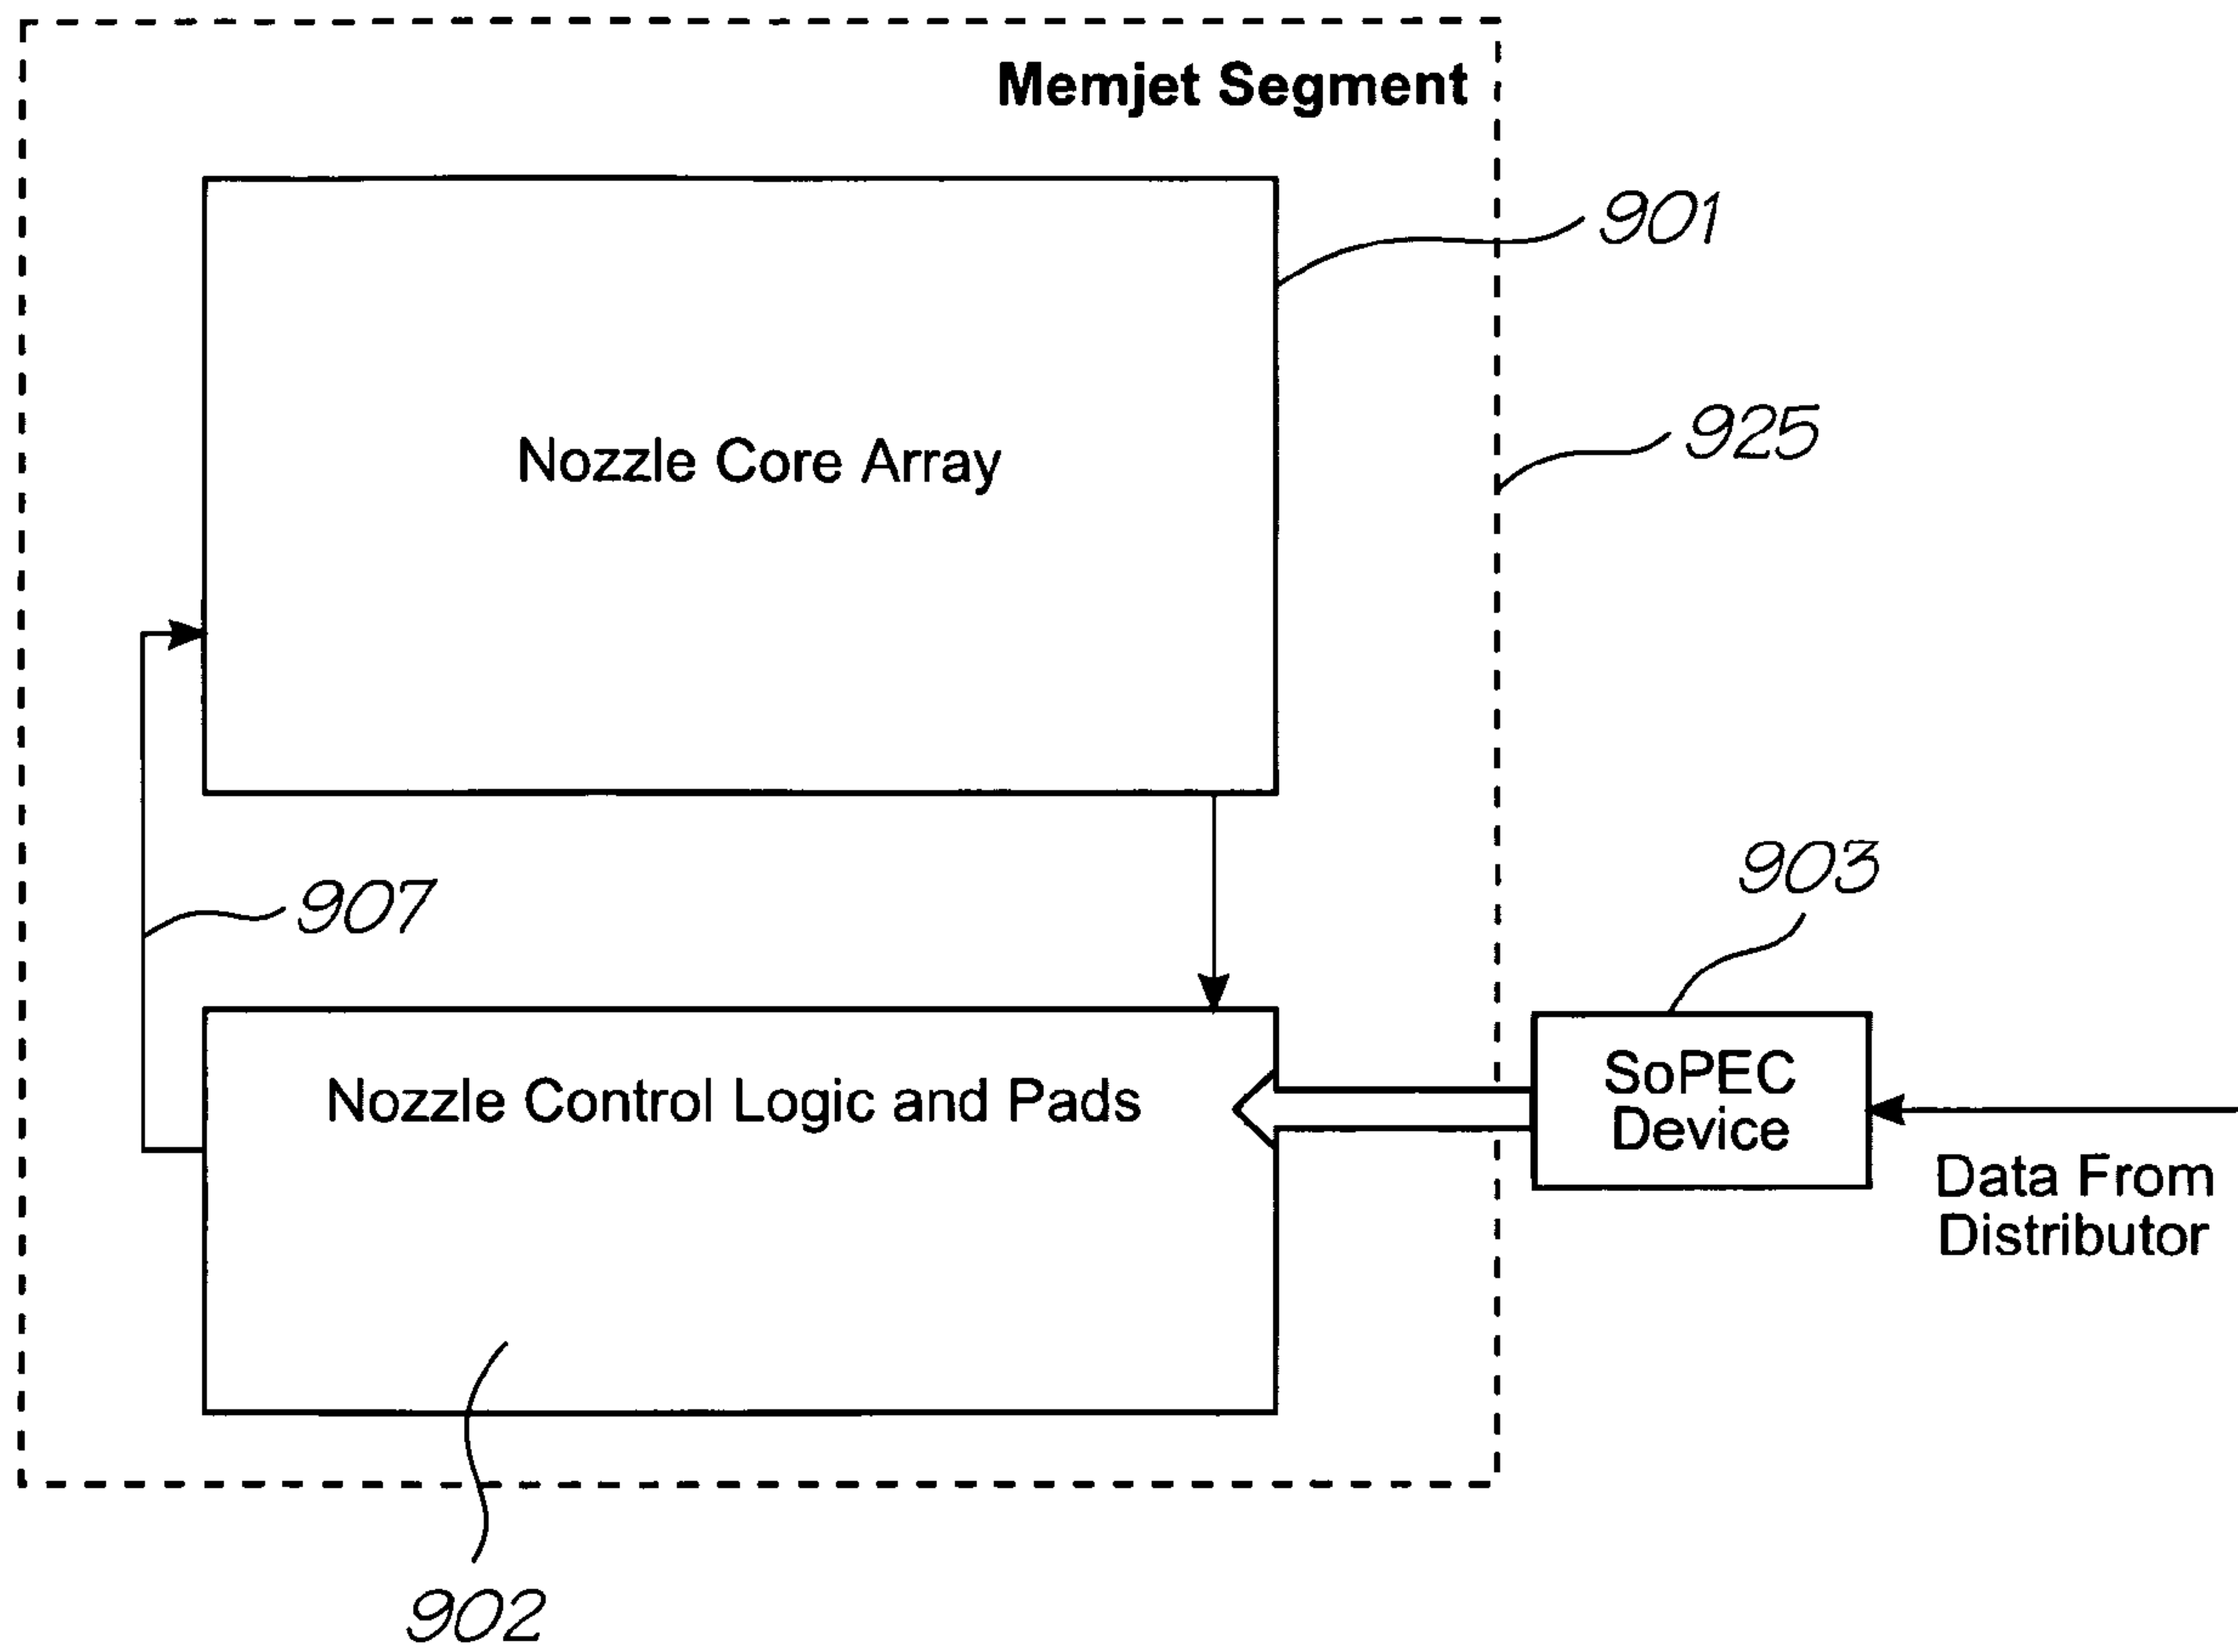 Memjet Segment
901
Nozzle Core Array
925
903
907
SoPEC
Device
Nozzle Control Logic and Pads
Data From
Distributor
902